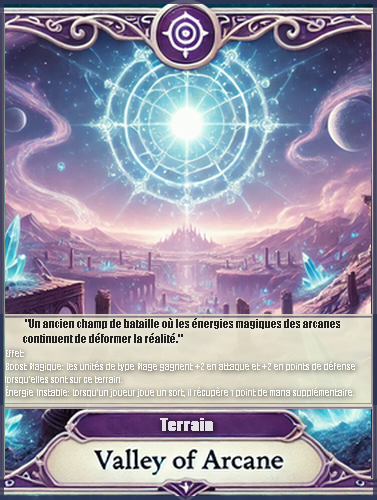 "Un ancien champ de bataille où les énergies magiques des arcanes
continuent de déformer la réalité."
Effet:
Boost Magique: les unités de type Mage gagnent +2 en attaque et +2 en points de défense
lorsqu'elles sont sur ce terrain.
Énergie Instable: lorsqu'un joueur joue un sort, il récupère 1 point de mana supplémentaire.
Terrain
Valley of Arcane